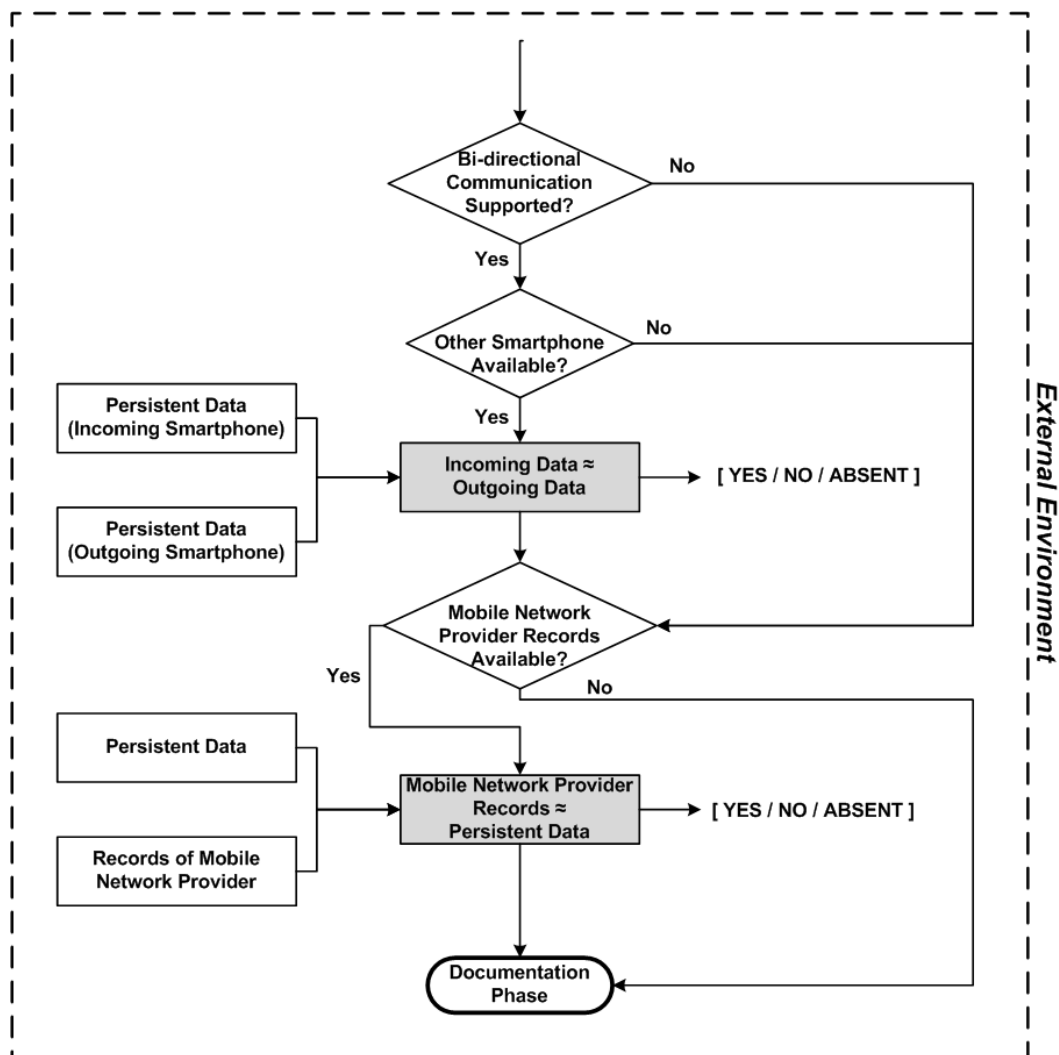 Bi-directional
Communication
Supported?
No
Yes
Other Smartphone
Available?
No
Yes
Persistent Data
(Incoming Smartphone)
Incoming Data ≈
Outgoing Data
[ YES / NO / ABSENT ]
Persistent Data
(Outgoing Smartphone)
External Environment
Mobile Network
Provider Records
Available?
Yes
No
Persistent Data
Mobile Network Provider
Records ≈
Persistent Data
[ YES / NO / ABSENT ]
Records of Mobile
Network Provider
Documentation
Phase